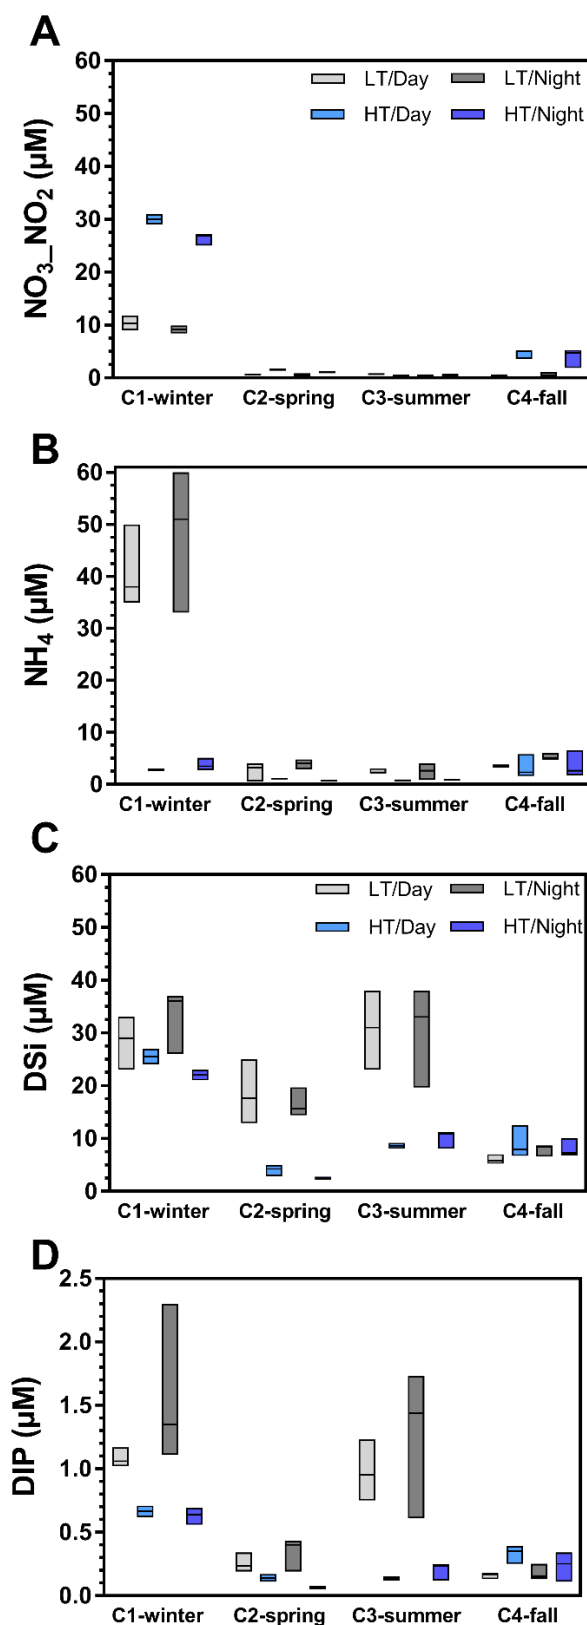 A
60
50
40
30
20
10
0
NO3_NO2 (μM)
LT/Day
LT/Night
HT/Day
HT/Night
C1-winter C2-spring C3-summer C4-fall
B
60
50
40
30
20
10
0
NH4 (μM)
C1-winter C2-spring C3-summer C4-fall
C
60
50
40
30
20
10
0
DSi (μM)
LT/Day
LT/Night
HT/Day
HT/Night
C1-winter C2-spring C3-summer C4-fall
D
2.5
2.0
1.5
1.0
0.5
0.0
DIP (μM)
C1-winter C2-spring C3-summer C4-fall